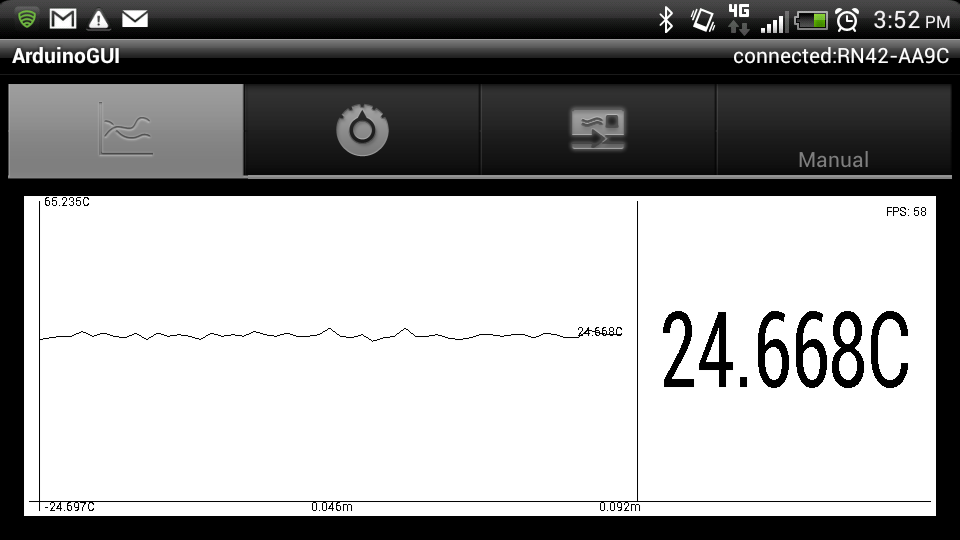 4G
3:52 PM
ArduinoGUI
connected:RN42-AA9C
Manual
65.235C
FPS: 58
24.668C
24.668C
-24.697C
0.046m
0.092m